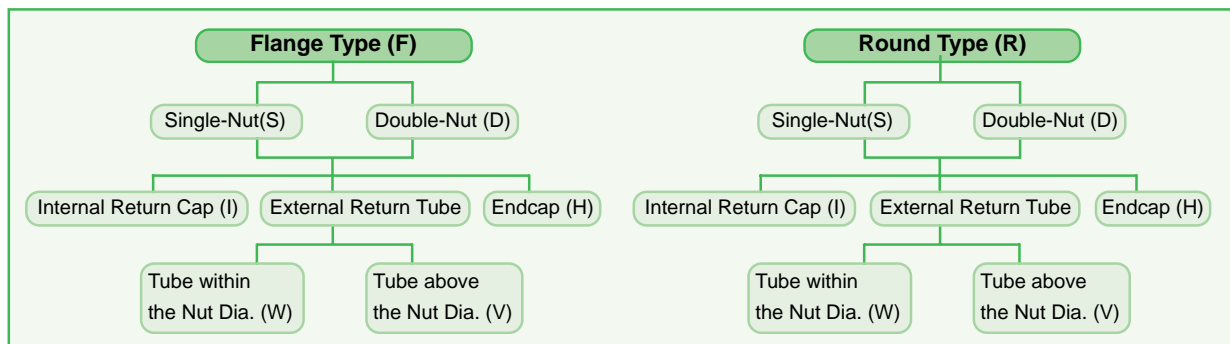 Flange Type (F)
Single-Nut(S)
Double-Nut (D)
Internal Return Cap (I)
External Return Tube
Endcap (H)
Tube within
the Nut Dia. (W)
Tube above
the Nut Dia. (V)
Round Type (R)
Single-Nut(S)
Double-Nut (D)
Internal Return Cap (I)
External Return Tube
Endcap (H)
Tube within
the Nut Dia. (W)
Tube above
the Nut Dia. (V)